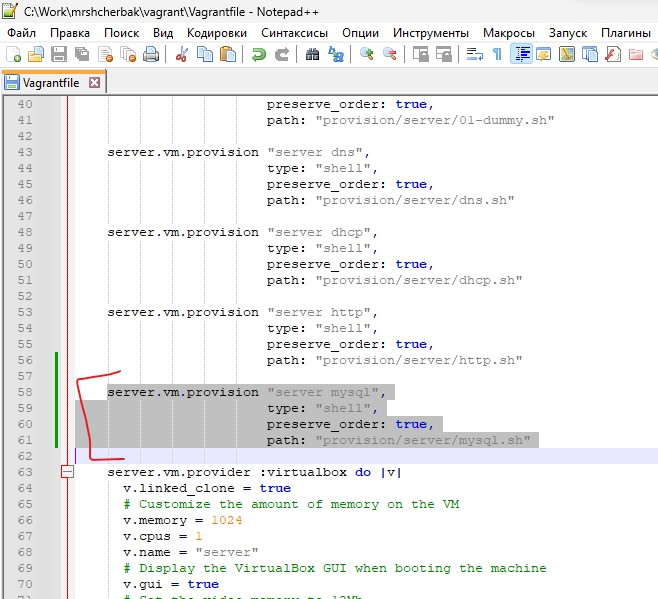 C:\Work\mrshcherbak\vagrant\Vagrantfile - Notepad++
Файл Правка Поиск Вид Кодировки Синтаксисы Опции Инструменты Макросы Запуск Плагины
Vagrantfile
40 preserve_order: true,
41 path: "provision/server/01-dummy.sh"
42
43 server.vm.provision "server dns",
44 type: "shell",
45 preserve_order: true,
46 path: "provision/server/dns.sh"
47
48 server.vm.provision "server dhcp",
49 type: "shell",
50 preserve_order: true,
51 path: "provision/server/dhcp.sh"
52
53 server.vm.provision "server http",
54 type: "shell",
55 preserve_order: true,
56 path: "provision/server/http.sh"
57
58 server.vm.provision "server mysql",
59 type: "shell",
60 preserve_order: true,
61 path: "provision/server/mysql.sh"
62
63 server.vm.provider :virtualbox do |v|
64 v.linked_clone = true
65 # Customize the amount of memory on the VM
66 v.memory = 1024
67 v.cpus = 1
68 v.name = "server"
69 # Display the VirtualBox GUI when booting the machine
70 v.gui = true